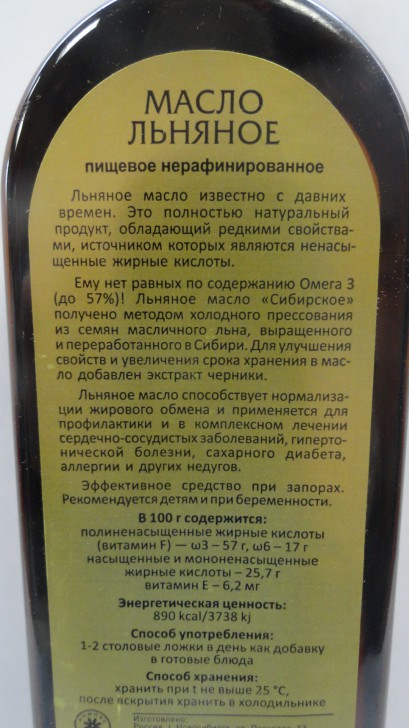 МАСЛО
ЛЬНЯНОЕ
пищевое нерафинированное
Льняное масло известно с давних
времен. Это полностью натуральный
продукт, обладающий редкими свойства-
ми, источником которых являются ненасы-
щенные жирные кислоты.
Ему нет равных по содержанию Омега 3
(до 57%)! Льняное масло «Сибирское»
получено методом холодного прессования
из семян масличного льна, выращенного
и переработанного в Сибири. Для улучшения
свойств и увеличения срока хранения в мас-
ло добавлен экстракт черники.
Льняное масло способствует нормализа-
ции жирового обмена и применяется для
профилактики и в комплексном лечении
сердечно-сосудистых заболеваний, гиперто-
нической болезни, сахарного диабета,
аллергии и других недугов.
Эффективное средство при запорах.
Рекомендуется детям и при беременности.
В 100 г содержится:
полиненасыщенные жирные кислоты
(витамин F) — ω3 – 57 г, ω6 – 17 г
насыщенные и мононенасыщенные
жирные кислоты – 25,7 г
витамин Е – 6,2 мг
Энергетическая ценность:
890 kcal/3738 kj
Способ употребления:
1-2 столовые ложки в день как добавку
в готовые блюда
Способ хранения:
хранить при t не выше 25 °С,
после вскрытия хранить в холодильнике
Изготовлено: